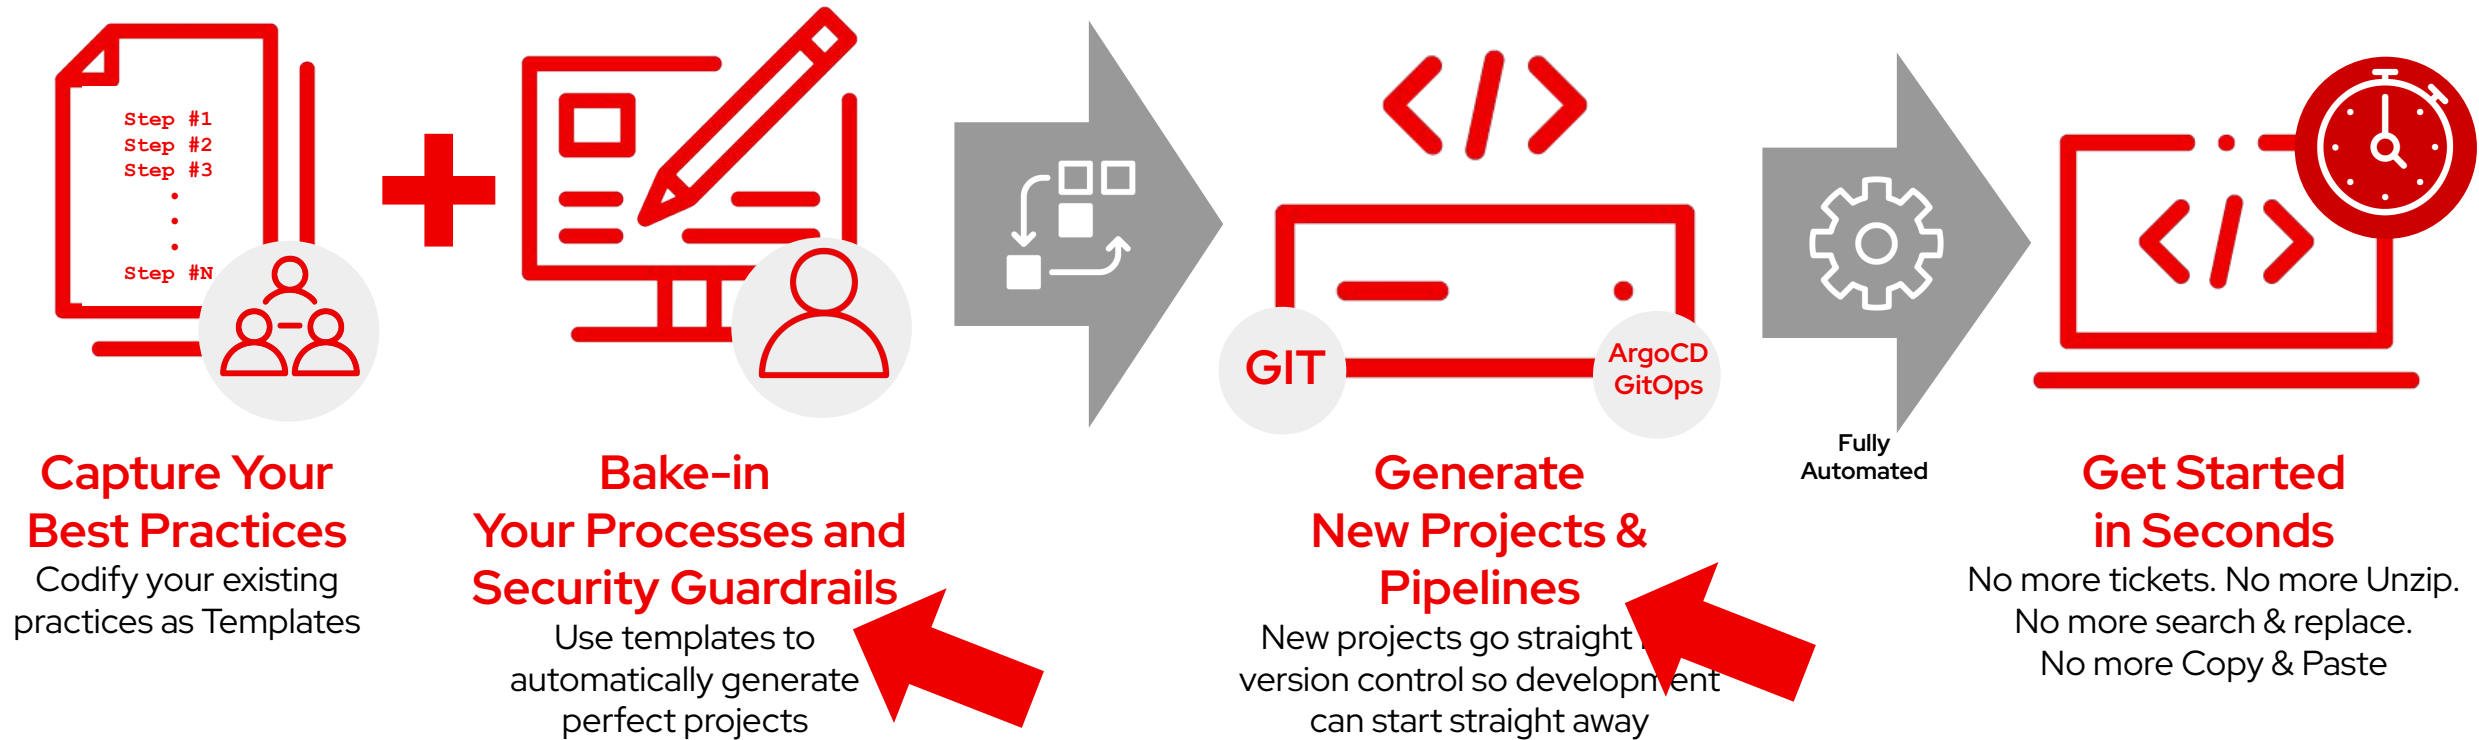 Step #1
Step #2
Step #3
Step #N
Capture Your
Best Practices
Codify your existing
practices as Templates
Bake-in
Your Processes and
Security Guardrails
Use templates to
automatically generate
perfect projects
GIT
ArgoCD
GitOps
Generate
New Projects &
Pipelines
New projects go straight
version control so development
can start straight away
Fully
Automated
Get Started
in Seconds
No more tickets. No more Unzip.
No more search & replace.
No more Copy & Paste